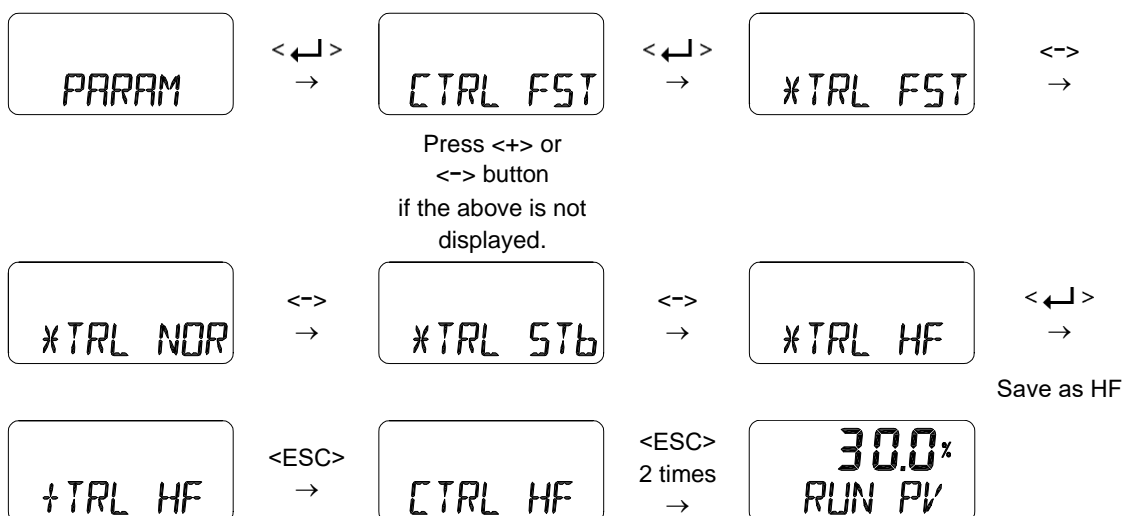 PARAM
< ↵ >
→
CTRL FST
< ↵ >
→
*TRL FST
<->
→
Press <+> or
<-> button
if the above is not
displayed.
*TRL NOR
<->
→
*TRL STb
<->
→
*TRL HF
< ↵ >
→
Save as HF
+TRL HF
<ESC>
→
CTRL HF
<ESC>
2 times
→
30.0%
RUN PV